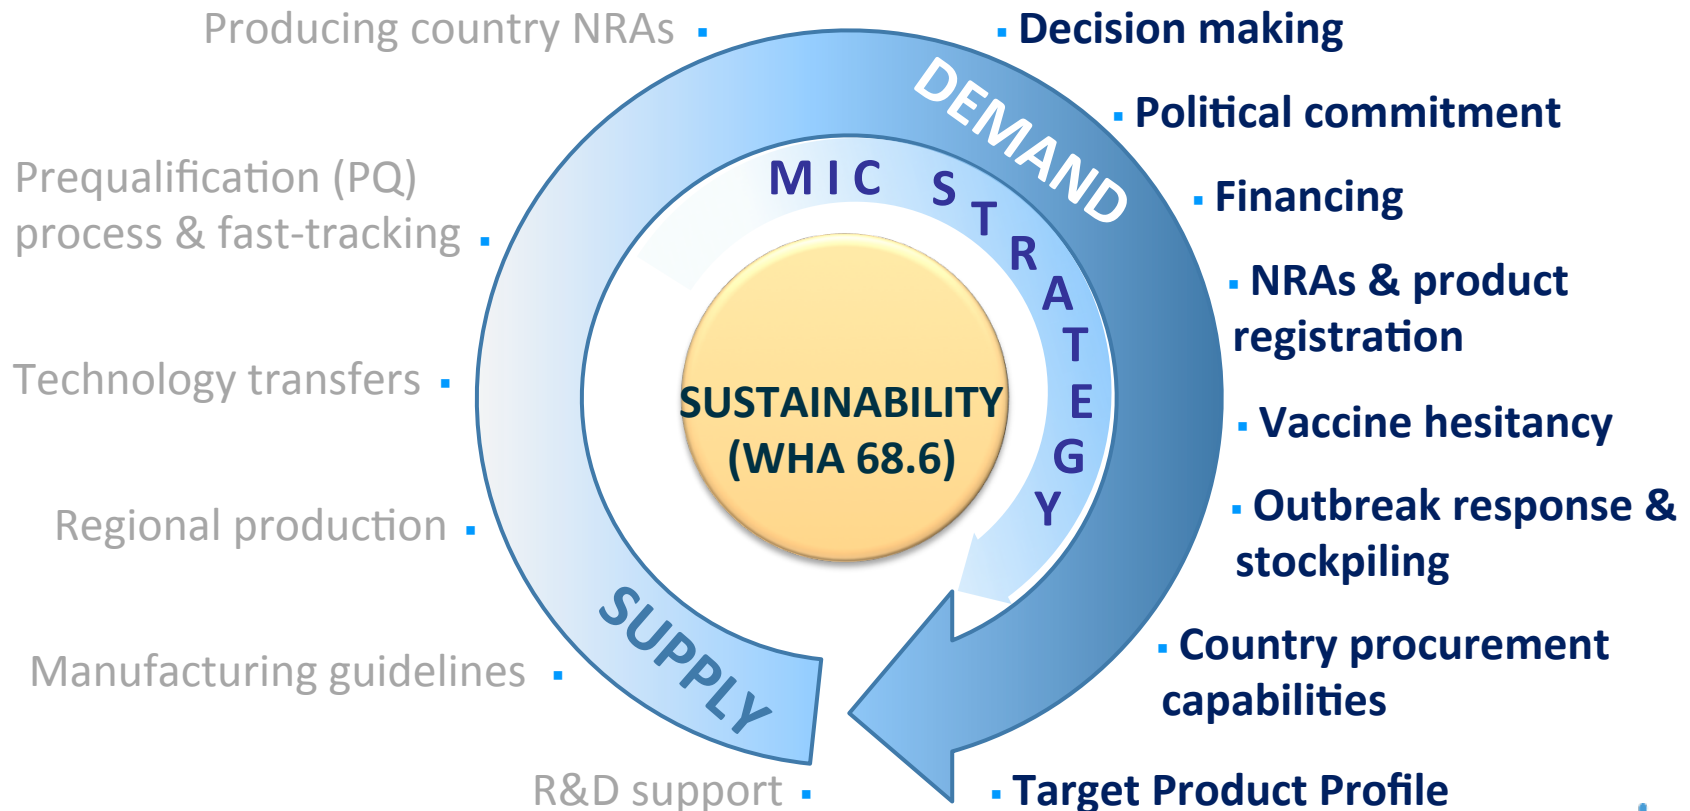 Producing country NRAs
Prequalification (PQ)
process & fast-tracking
Technology transfers
Regional production
Manufacturing guidelines
R&D support
SUPPLY
DEMAND
MIC STRATEGY
SUSTAINABILITY
(WHA 68.6)
Decision making
Political commitment
Financing
NRAs & product
registration
Vaccine hesitancy
Outbreak response &
stockpiling
Country procurement
capabilities
Target Product Profile